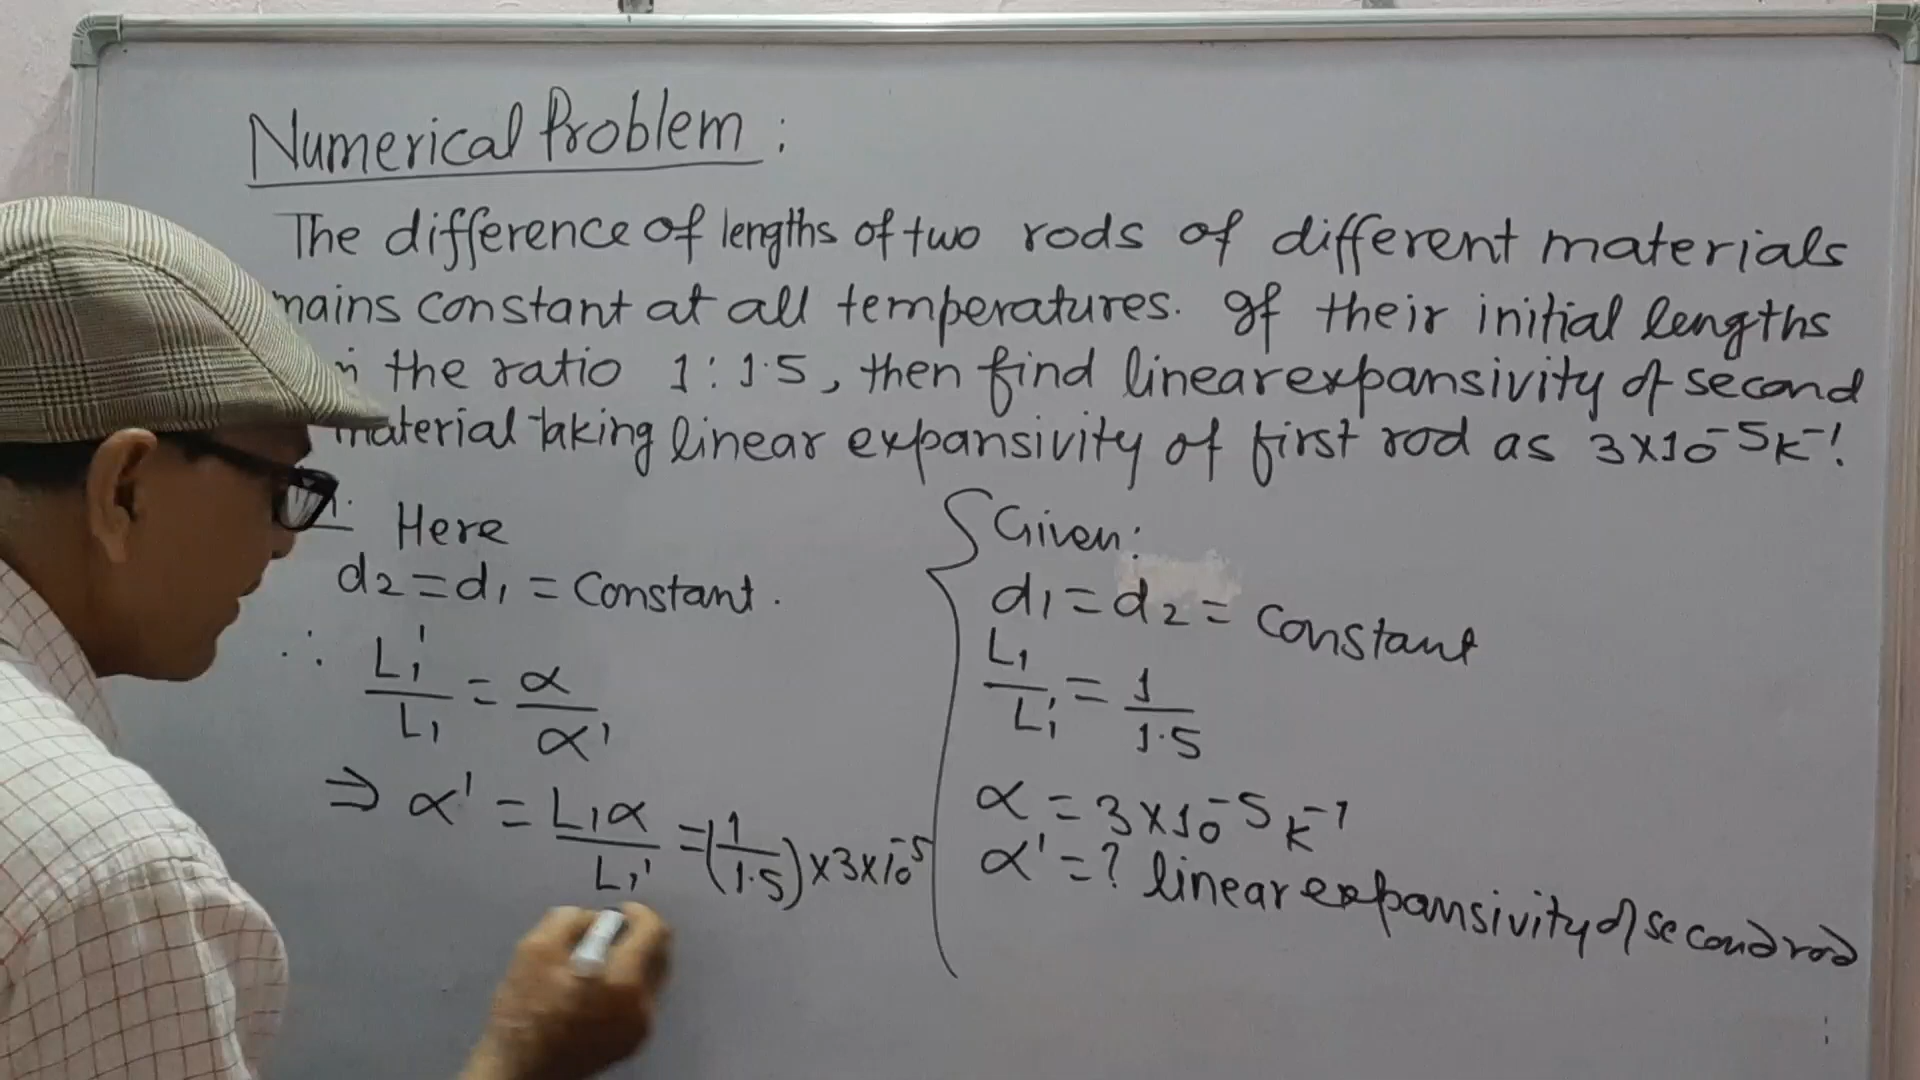 Numerical Problem :
The difference of lengths of two rods of different materials
mains constant at all temperatures. If their initial lengths
n the ratio 1 : 1.5, then find linear expansivity of second
material taking linear expansivity of first rod as 3×10⁻⁵K⁻¹.
Here
d₂ = d₁ = Constant.
∴ L₁'/L₁ = α/α'
⇒ α' = L₁α/L₁' = (1/1.5)×3×10⁻⁵
Given:
d₁ = d₂ = Constant
L₁/L₁' = 1/1.5
α = 3×10⁻⁵ K⁻¹
α' = ? linear expansivity of second rod